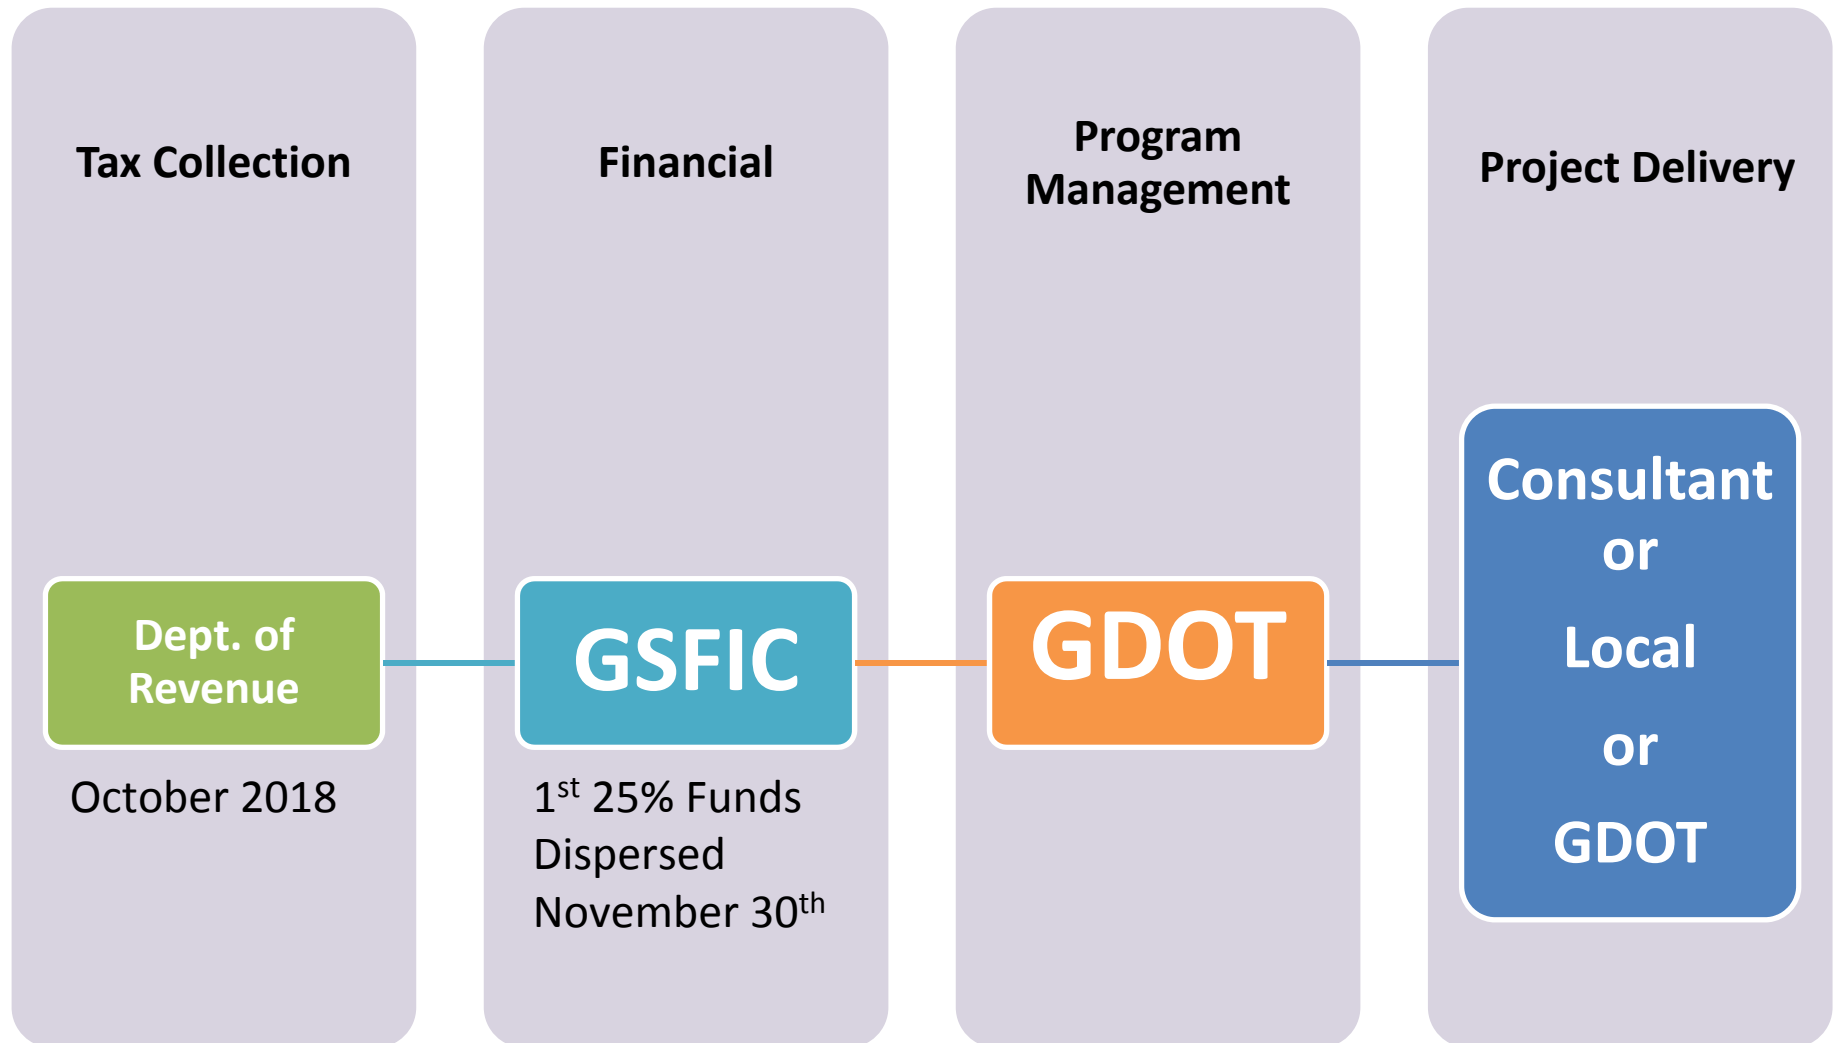 Tax Collection
Financial
Program
Management
Project Delivery
Dept. of
Revenue
GSFIC
GDOT
Consultant
or
Local
or
GDOT
October 2018
1st 25% Funds
Dispersed
November 30th